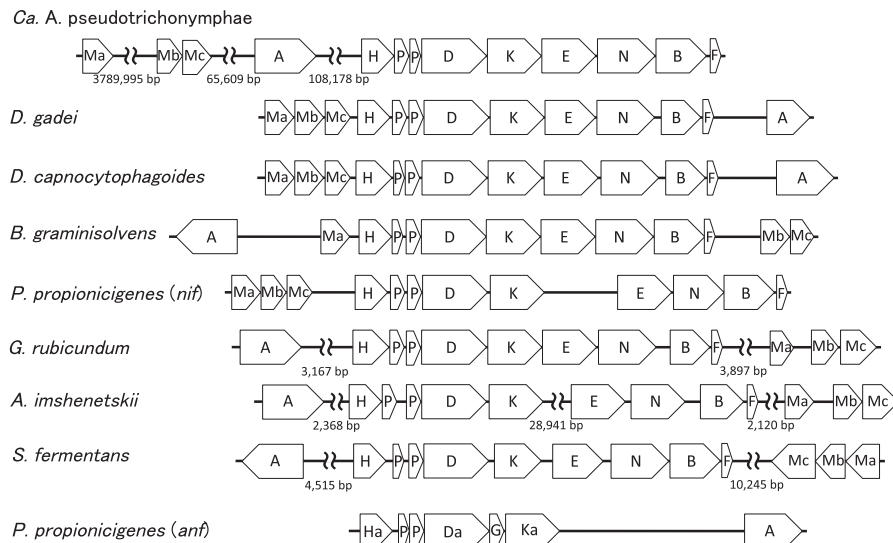 Ca. A. pseudotrichonymphae
Ma Mb Mc A H P P D K E N B F
3789,995 bp 65,609 bp 108,178 bp
D. gadei Ma Mb Mc H P P D K E N B F A
D. capnocytophagoides Ma Mb Mc H P P D K E N B F A
B. graminisolvens A Ma H P P D K E N B F Mb Mc
P. propionicigenes (nif) Ma Mb Mc H P P D K E N B F
G. rubicundum A H P P D K E N B F Ma Mb Mc
3,167 bp 3,897 bp
A. imshenetskii A H P P D K E N B F Ma Mb Mc
2,368 bp 28,941 bp 2,120 bp
S. fermentans A H P P D K E N B F Mc Mb Ma
4,515 bp 10,245 bp
P. propionicigenes (anf) Ha P P Da G Ka A